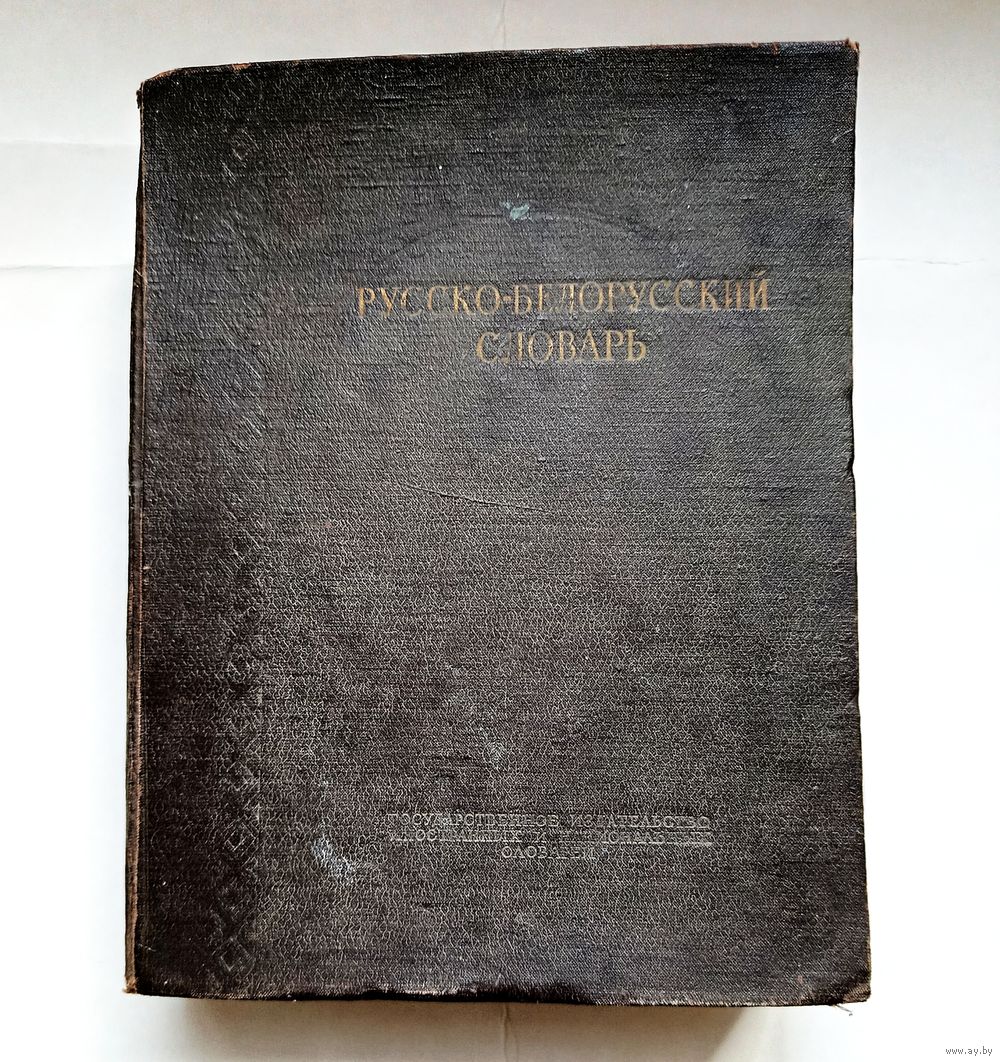 РУССКО-БЕЛОРУССКИЙ
СЛОВАРЬ
ГОСУДАРСТВЕННОЕ ИЗДАТЕЛЬСТВО
ИНОСТРАННЫХ И НАЦИОНАЛЬНЫХ
СЛОВАРЕЙ
www.ay.by